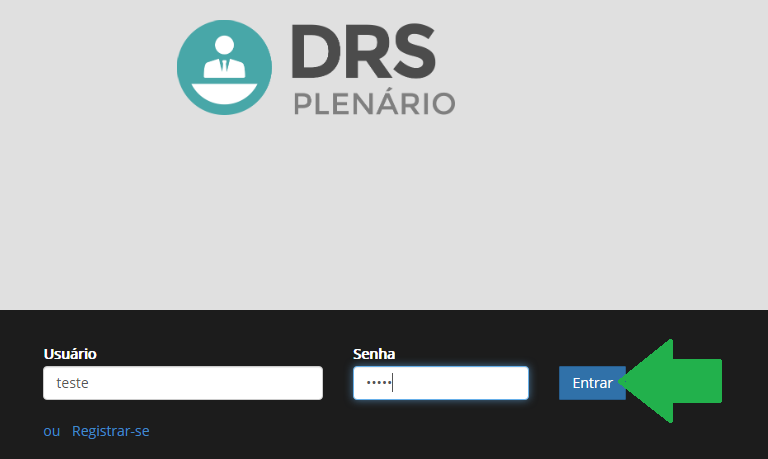 DRS
PLENÁRIO
Usuário
Senha
teste
•••••
Entrar
ou Registrar-se